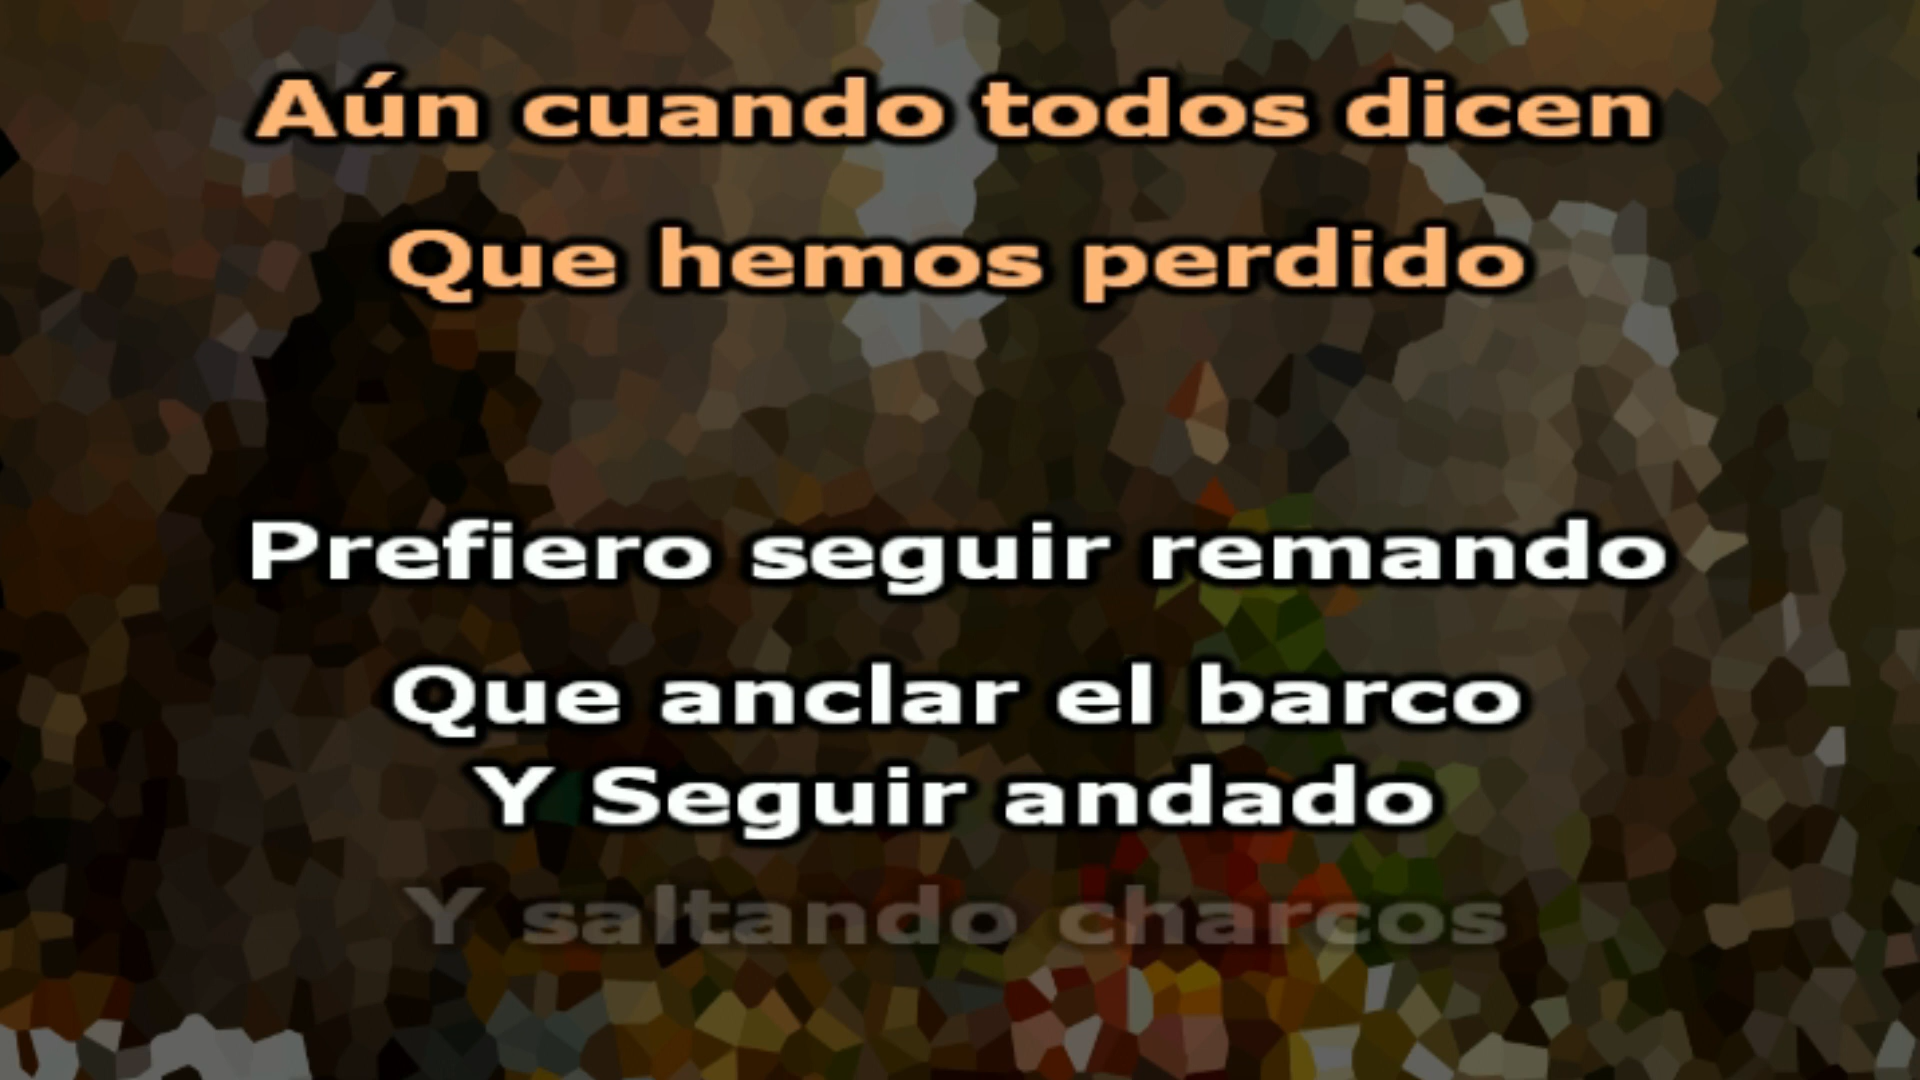 Aún cuando todos dicen
Que hemos perdido
Prefiero seguir remando
Que anclar el barco
Y Seguir andado
Y saltando charcos